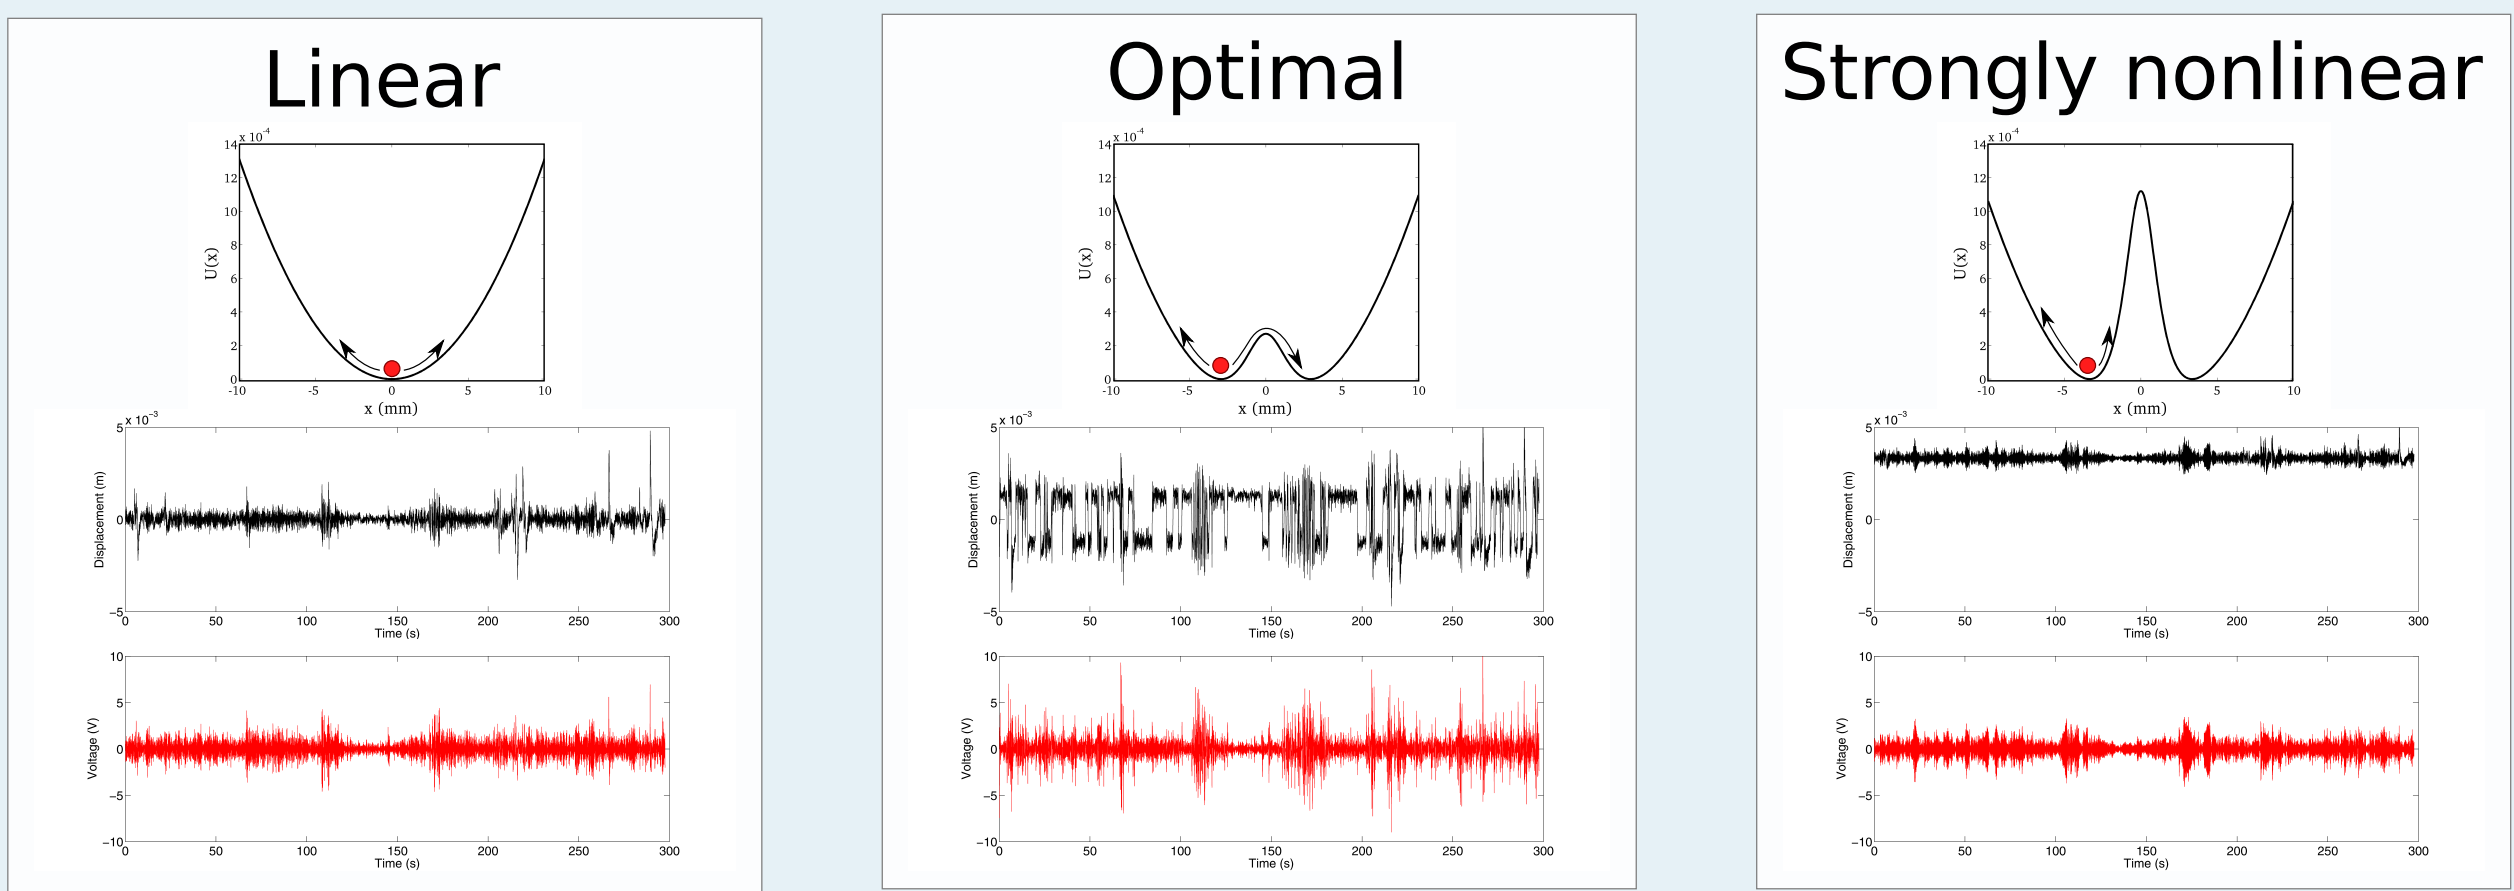 Linear
x 10⁻⁴
14
12
10
8
6
4
2
0
U(x)
-10 -5 0 5 10
x (mm)
x 10⁻³
5
0
−5
Displacement (m)
0 50 100 150 200 250 300
Time (s)
10
5
0
−5
−10
Voltage (V)
0 50 100 150 200 250 300
Time (s)
Optimal
x 10⁻⁴
14
12
10
8
6
4
2
0
U(x)
-10 -5 0 5 10
x (mm)
x 10⁻³
5
0
−5
Displacement (m)
0 50 100 150 200 250 300
Time (s)
10
5
0
−5
−10
Voltage (V)
0 50 100 150 200 250 300
Time (s)
Strongly nonlinear
x 10⁻⁴
14
12
10
8
6
4
2
0
U(x)
-10 -5 0 5 10
x (mm)
x 10⁻³
5
0
−5
Displacement (m)
0 50 100 150 200 250 300
Time (s)
10
5
0
−5
−10
Voltage (V)
0 50 100 150 200 250 300
Time (s)